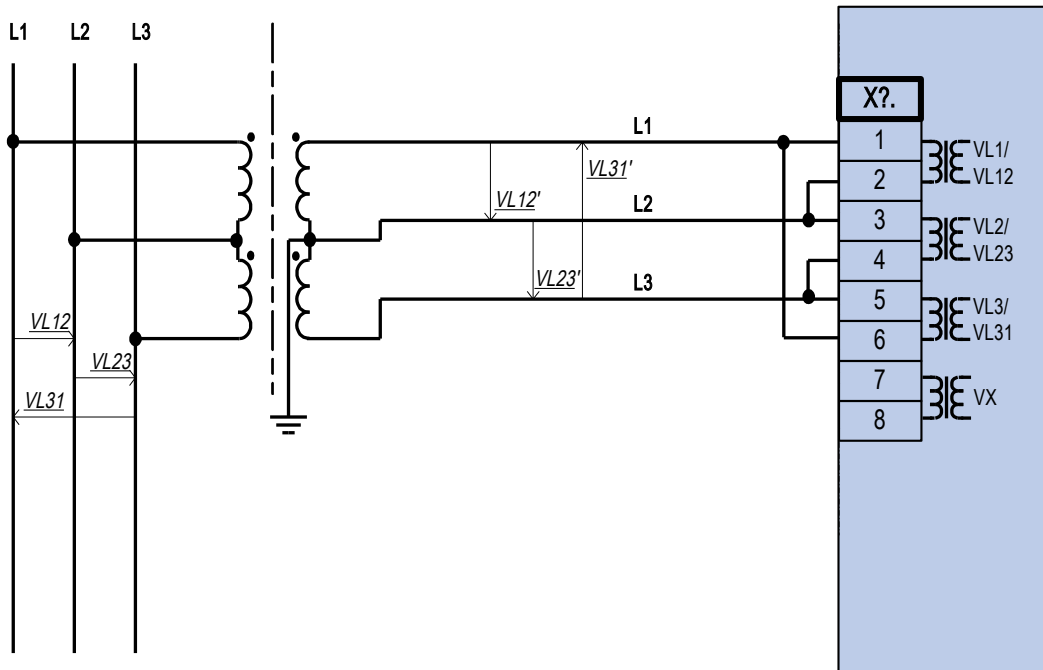 L1 L2 L3
X?.
L1
1
VL1/
VL31'
2
VL12
VL12'
L2
3
VL2/
VL23
4
VL23'
L3
5
VL3/
VL12
6
VL31
VL23
7
VX
VL31
8